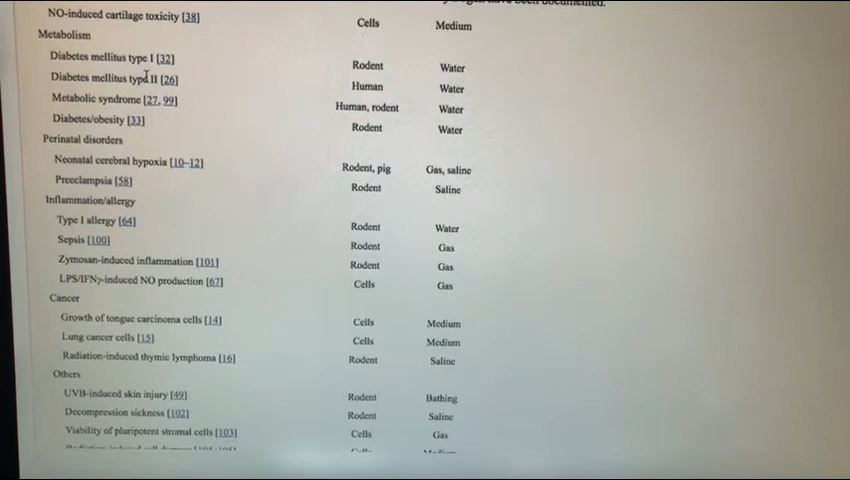 have been documented.
NO-induced cartilage toxicity [38] Cells Medium
Metabolism
Diabetes mellitus type I [32] Rodent Water
Diabetes mellitus type II [26] Human Water
Metabolic syndrome [27, 99] Human, rodent Water
Diabetes/obesity [33] Rodent Water
Perinatal disorders
Neonatal cerebral hypoxia [10–12] Rodent, pig Gas, saline
Preeclampsia [58] Rodent Saline
Inflammation/allergy
Type I allergy [64] Rodent Water
Sepsis [100] Rodent Gas
Zymosan-induced inflammation [101] Rodent Gas
LPS/IFNγ-induced NO production [67] Cells Gas
Cancer
Growth of tongue carcinoma cells [14] Cells Medium
Lung cancer cells [15] Cells Medium
Radiation-induced thymic lymphoma [16] Rodent Saline
Others
UVB-induced skin injury [49] Rodent Bathing
Decompression sickness [102] Rodent Saline
Viability of pluripotent stromal cells [103] Cells Gas